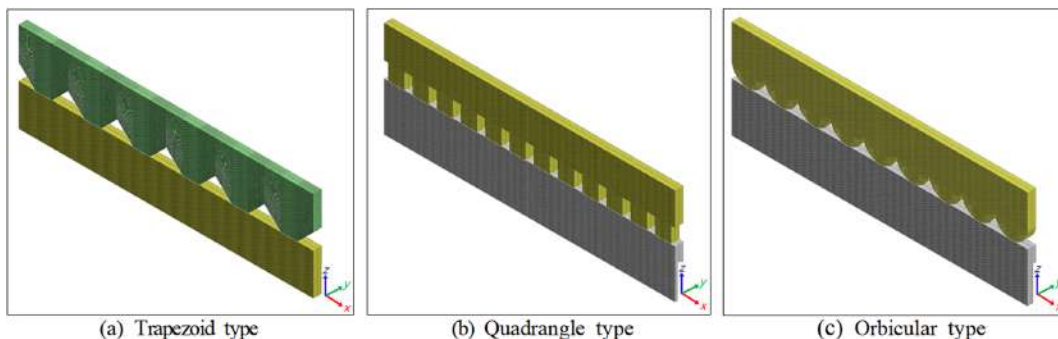 z y x
z y x
z y
(a) Trapezoid type
(b) Quadrangle type
(c) Orbicular type